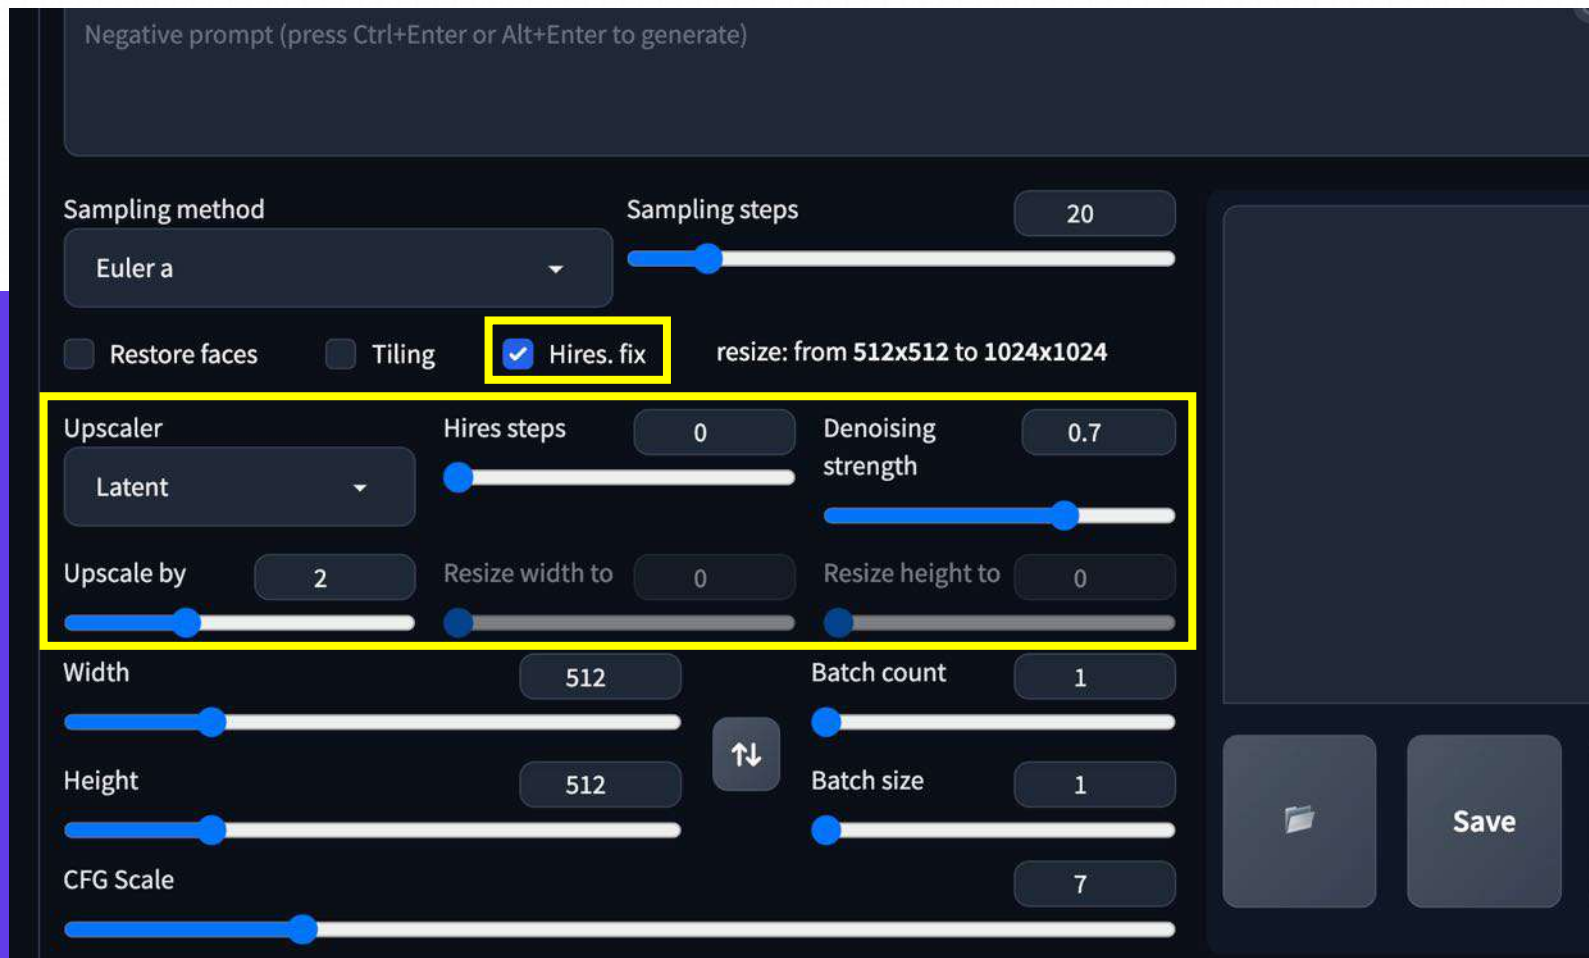 Negative prompt (press Ctrl+Enter or Alt+Enter to generate)
Sampling method
Sampling steps
20
Euler a
Restore faces
Tiling
Hires. fix
resize: from 512x512 to 1024x1024
Upscaler
Hires steps
0
Denoising
strength
0.7
Latent
Upscale by
2
Resize width to
0
Resize height to
0
Width
512
Batch count
1
Height
512
Batch size
1
CFG Scale
7
Save